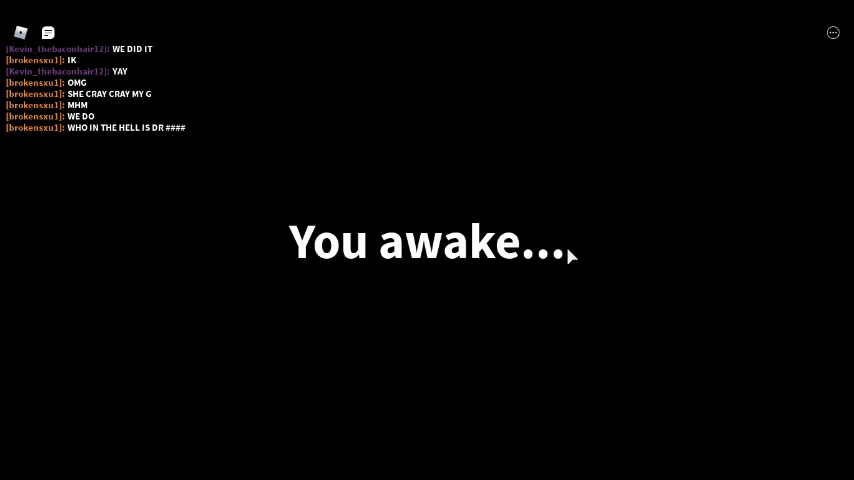 [Kevin_thebaconhair12]: WE DID IT
[brokensxu1]: IK
[Kevin_thebaconhair12]: YAY
[brokensxu1]: OMG
[brokensxu1]: SHE CRAY CRAY MY G
[brokensxu1]: MHM
[brokensxu1]: WE DO
[brokensxu1]: WHO IN THE HELL IS DR ####
You awake...